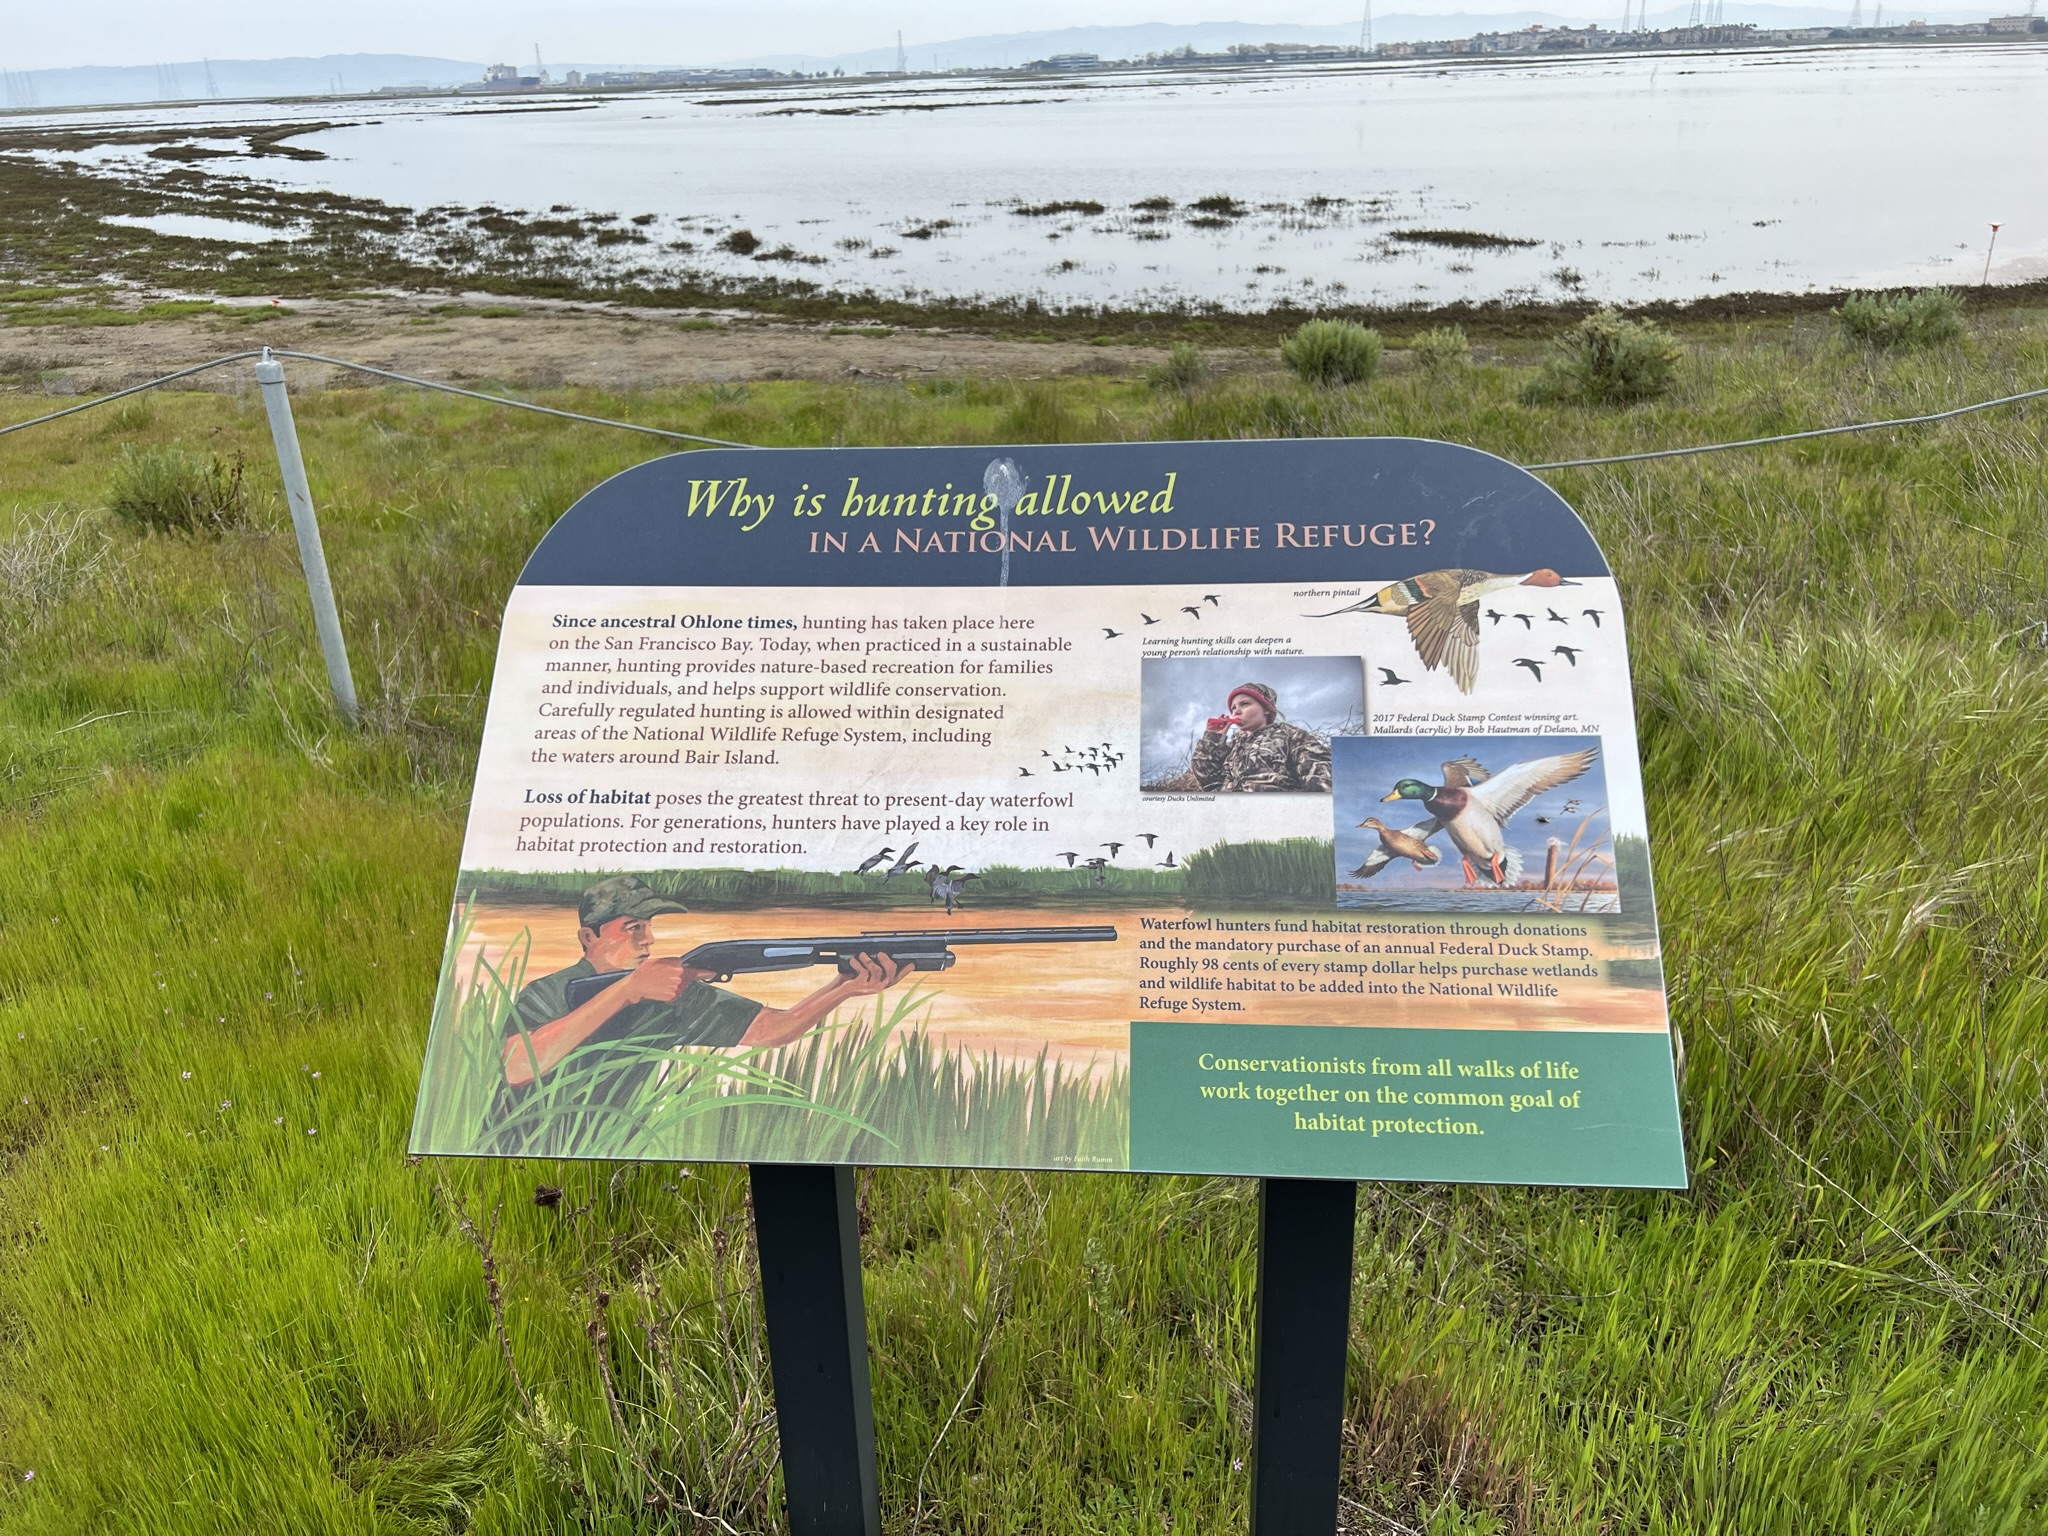 Why is hunting allowed
IN A NATIONAL WILDLIFE REFUGE?
Since ancestral Ohlone times, hunting has taken place here
on the San Francisco Bay. Today, when practiced in a sustainable
manner, hunting provides nature-based recreation for families
and individuals, and helps support wildlife conservation.
Carefully regulated hunting is allowed within designated
areas of the National Wildlife Refuge System, including
the waters around Bair Island.
Loss of habitat poses the greatest threat to present-day waterfowl
populations. For generations, hunters have played a key role in
habitat protection and restoration.
northern pintail
Learning hunting skills can deepen a
young person's relationship with nature.
courtesy Ducks Unlimited
2017 Federal Duck Stamp Contest winning art.
Mallards (acrylic) by Bob Hautman of Delano, MN
Waterfowl hunters fund habitat restoration through donations
and the mandatory purchase of an annual Federal Duck Stamp.
Roughly 98 cents of every stamp dollar helps purchase wetlands
and wildlife habitat to be added into the National Wildlife
Refuge System.
Conservationists from all walks of life
work together on the common goal of
habitat protection.
art by Faith Rumm